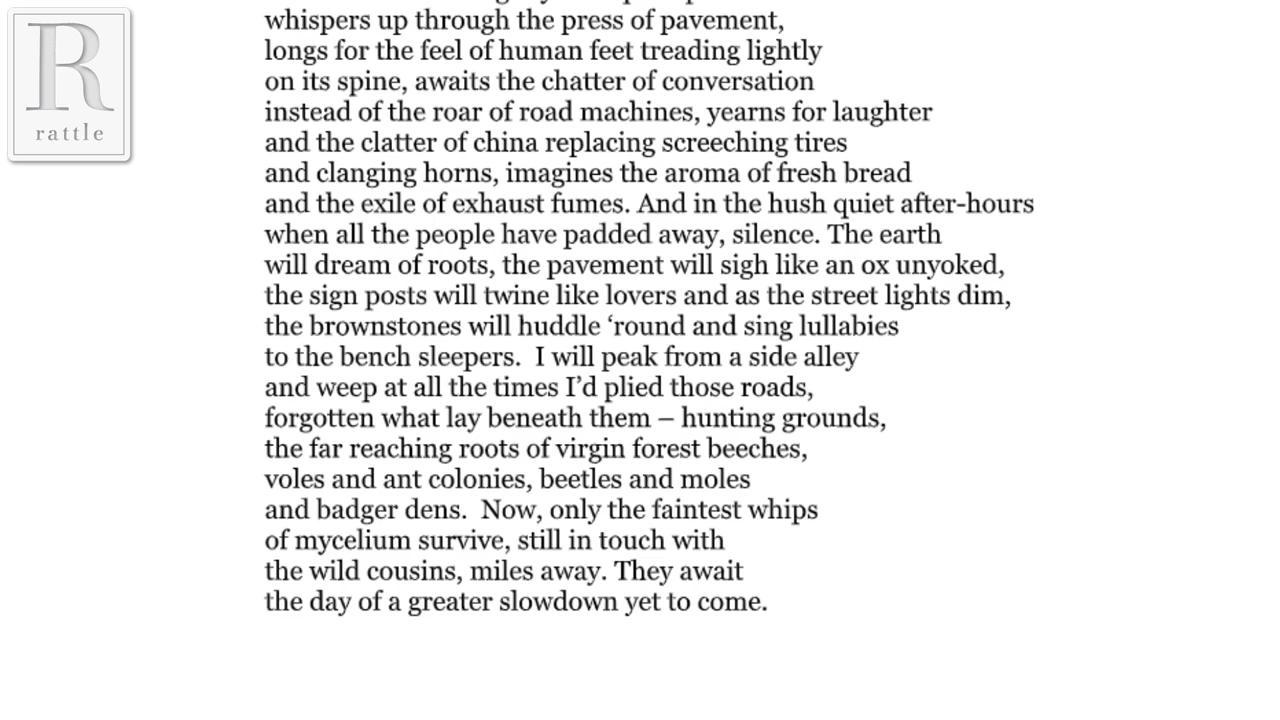 R
rattle
whispers up through the press of pavement,
longs for the feel of human feet treading lightly
on its spine, awaits the chatter of conversation
instead of the roar of road machines, yearns for laughter
and the clatter of china replacing screeching tires
and clanging horns, imagines the aroma of fresh bread
and the exile of exhaust fumes. And in the hush quiet after-hours
when all the people have padded away, silence. The earth
will dream of roots, the pavement will sigh like an ox unyoked,
the sign posts will twine like lovers and as the street lights dim,
the brownstones will huddle ‘round and sing lullabies
to the bench sleepers.  I will peak from a side alley
and weep at all the times I’d plied those roads,
forgotten what lay beneath them – hunting grounds,
the far reaching roots of virgin forest beeches,
voles and ant colonies, beetles and moles
and badger dens.  Now, only the faintest whips
of mycelium survive, still in touch with
the wild cousins, miles away. They await
the day of a greater slowdown yet to come.